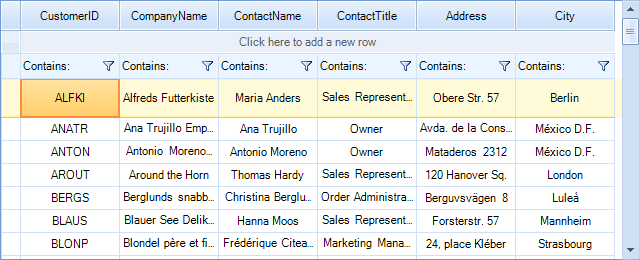 CustomerID CompanyName ContactName ContactTitle Address City
Click here to add a new row
Contains: Contains: Contains: Contains: Contains: Contains:
ALFKI Alfreds Futterkiste Maria Anders Sales Represent... Obere Str. 57 Berlin
ANATR Ana Trujillo Emp... Ana Trujillo Owner Avda. de la Cons... México D.F.
ANTON Antonio Moreno... Antonio Moreno Owner Mataderos 2312 México D.F.
AROUT Around the Horn Thomas Hardy Sales Represent... 120 Hanover Sq. London
BERGS Berglunds snabb... Christina Berglu... Order Administra... Berguvsvägen 8 Luleå
BLAUS Blauer See Delik... Hanna Moos Sales Represent... Forsterstr. 57 Mannheim
BLONP Blondel père et fi... Frédérique Citea... Marketing Mana... 24, place Kléber Strasbourg